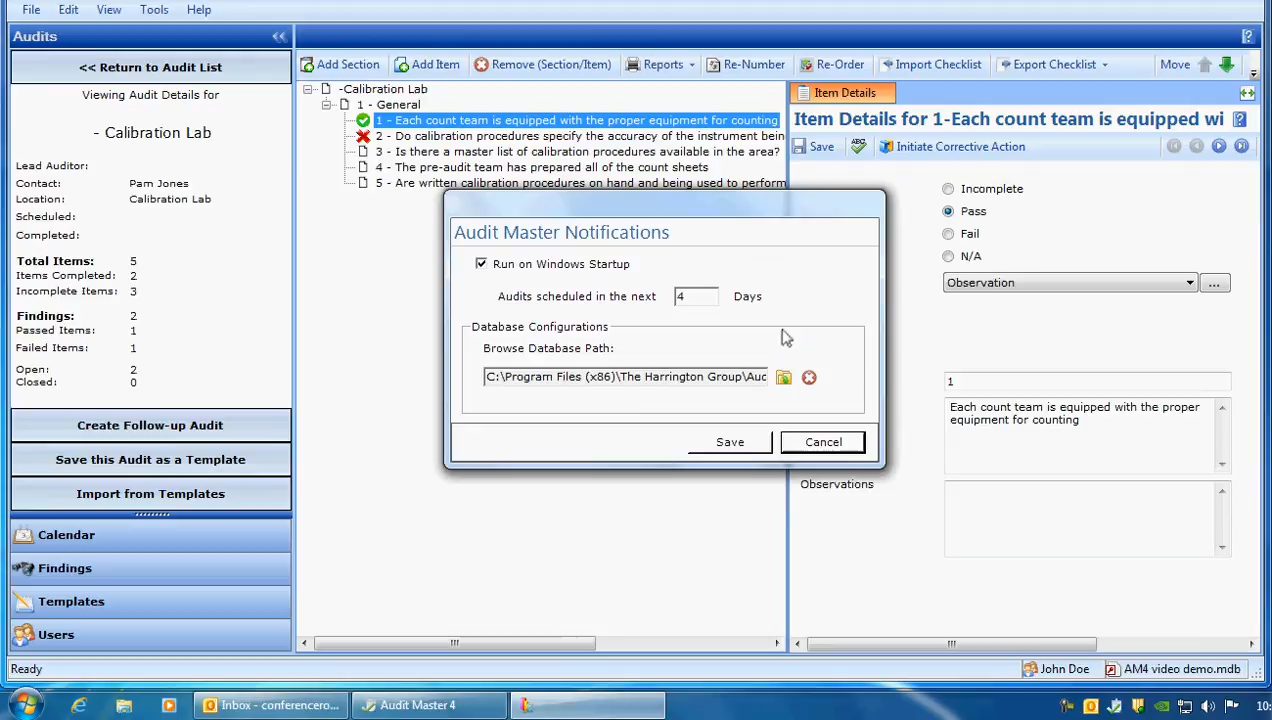 File Edit View Tools Help
Audits
<< Return to Audit List
Viewing Audit Details for
- Calibration Lab
Lead Auditor:
Contact: Pam Jones
Location: Calibration Lab
Scheduled:
Completed:
Total Items: 5
Items Completed: 2
Incomplete Items: 3
Findings: 2
Passed Items: 1
Failed Items: 1
Open: 2
Closed: 0
Create Follow-up Audit
Save this Audit as a Template
Import from Templates
Calendar
Findings
Templates
Users
Add Section Add Item Remove (Section/Item) Reports Re-Number Re-Order Import Checklist Export Checklist Move
-Calibration Lab
1 - General
1 - Each count team is equipped with the proper equipment for counting
2 - Do calibration procedures specify the accuracy of the instrument bein
3 - Is there a master list of calibration procedures available in the area?
4 - The pre-audit team has prepared all of the count sheets
5 - Are written calibration procedures on hand and being used to perform
Item Details
Item Details for 1-Each count team is equipped wi
Save Initiate Corrective Action
Incomplete
Pass
Fail
N/A
Observation ...
1
Each count team is equipped with the proper
equipment for counting
Observations
Audit Master Notifications
Run on Windows Startup
Audits scheduled in the next 4 Days
Database Configurations
Browse Database Path:
C:\Program Files (x86)\The Harrington Group\Aud
Save Cancel
Ready John Doe AM4 video demo.mdb
Inbox - conferencero... Audit Master 4 10: